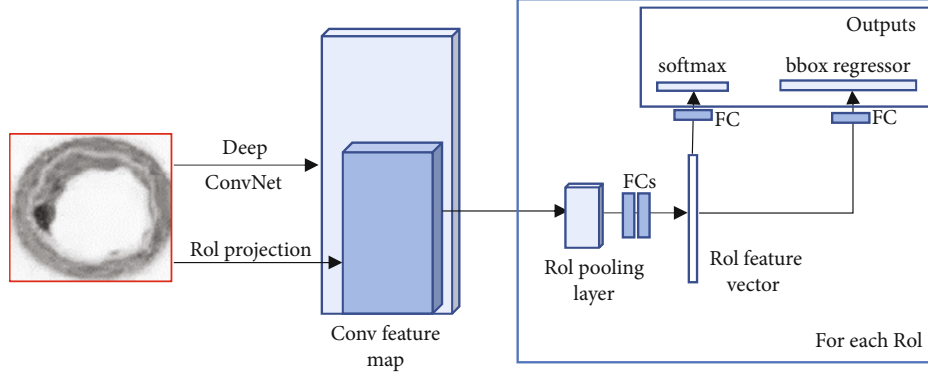 Deep
ConvNet
RoI projection
Conv feature
map
RoI pooling
layer
FCs
RoI feature
vector
Outputs
softmax
bbox regressor
FC
FC
For each RoI